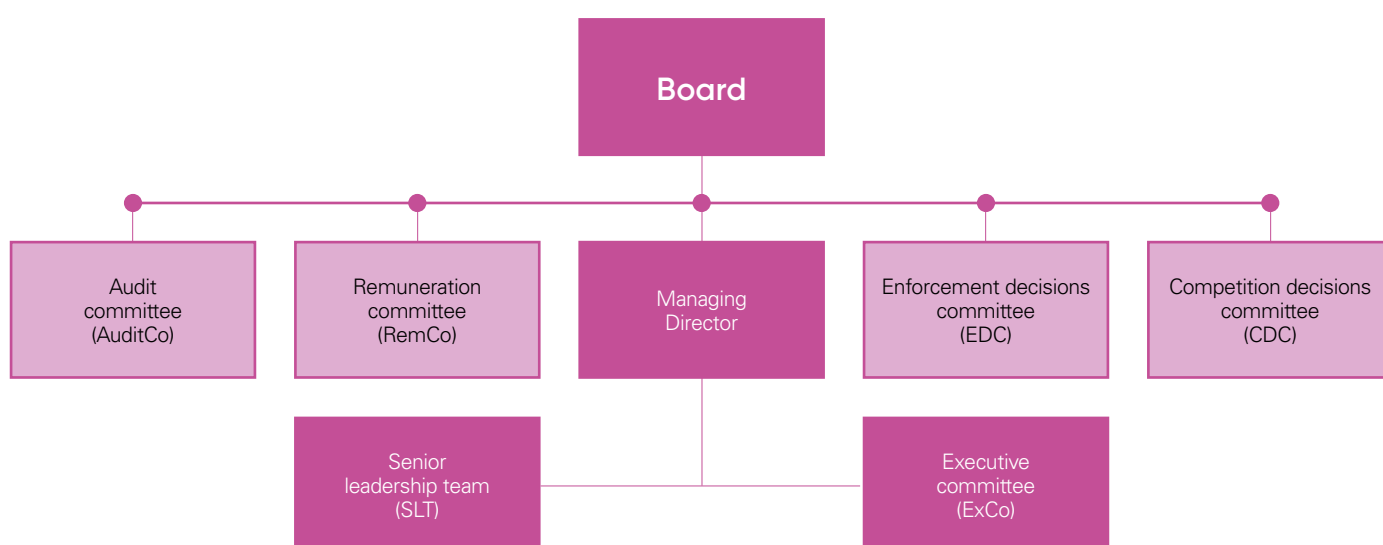 Board
Audit
committee
(AuditCo)
Remuneration
committee
(RemCo)
Managing
Director
Enforcement decisions
committee
(EDC)
Competition decisions
committee
(CDC)
Senior
leadership team
(SLT)
Executive
committee
(ExCo)